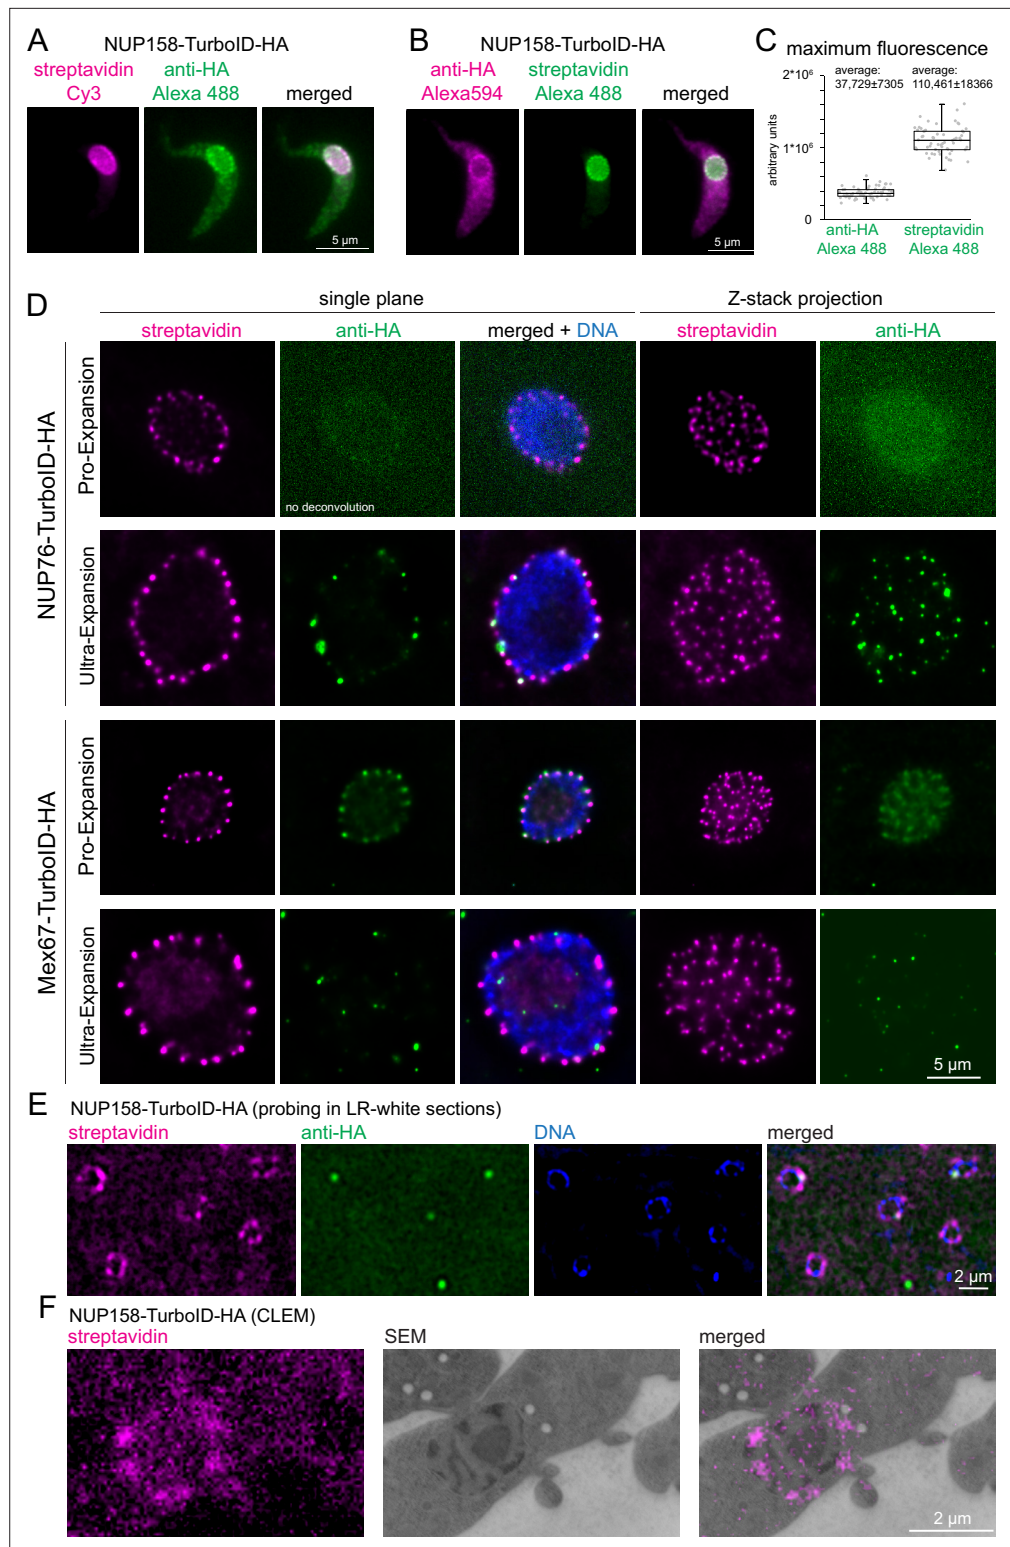 A
NUP158-TurboID-HA
streptavidin anti-HA
Cy3 Alexa 488 merged
5 µm
B
NUP158-TurboID-HA
anti-HA streptavidin
Alexa594 Alexa 488 merged
5 µm
C
maximum fluorescence
average: average:
37,729±7305 110,461±18366
2*10⁶
1*10⁶
0
arbitrary units
anti-HA streptavidin
Alexa 488 Alexa 488
D
single plane Z-stack projection
streptavidin anti-HA merged + DNA streptavidin anti-HA
NUP76-TurboID-HA
Pro-Expansion
no deconvolution
Ultra-Expansion
Mex67-TurboID-HA
Pro-Expansion
Ultra-Expansion
5 µm
E
NUP158-TurboID-HA (probing in LR-white sections)
streptavidin anti-HA DNA merged
2 µm
F
NUP158-TurboID-HA (CLEM)
streptavidin SEM merged
2 µm